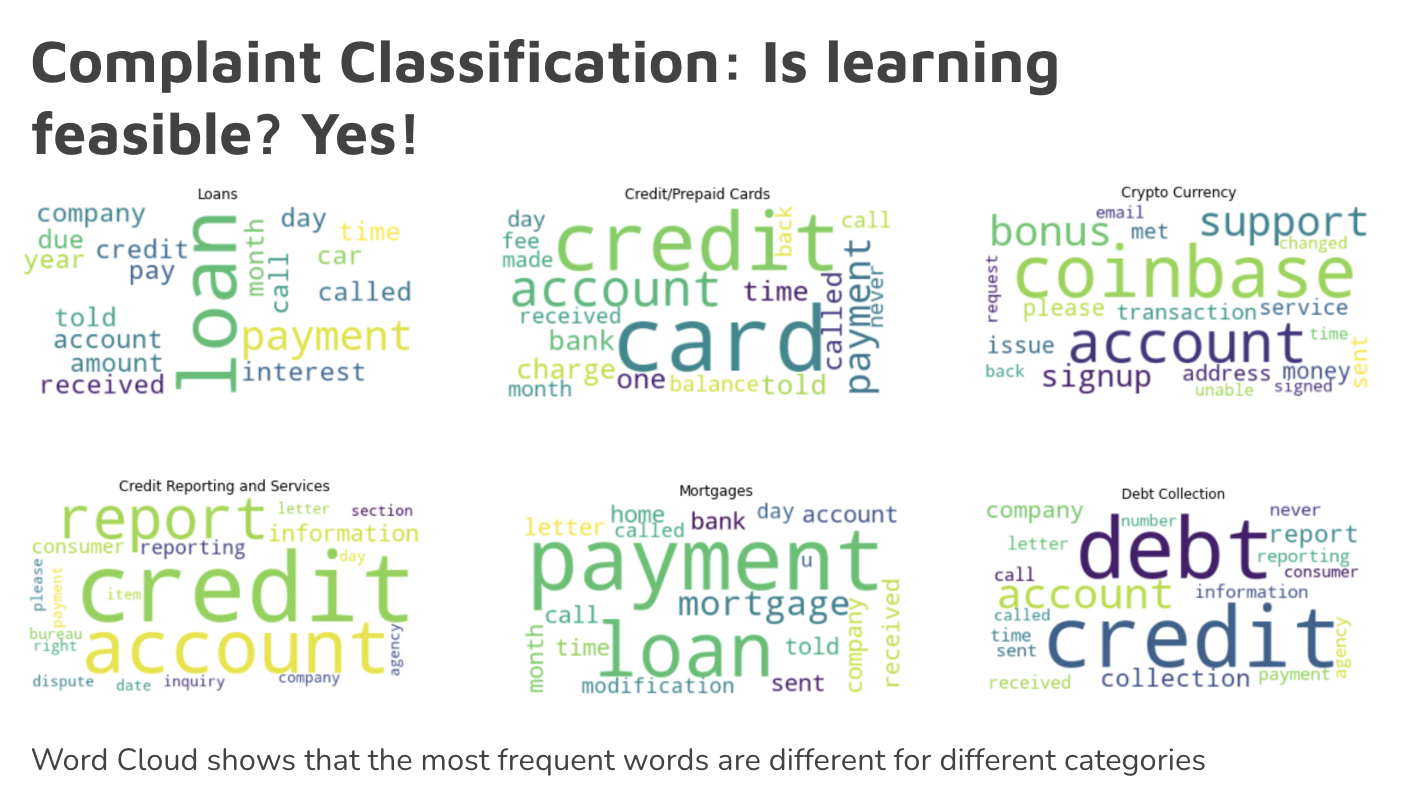 Complaint Classification: Is learning
feasible? Yes!
Loans
company
day
time
due
year
credit
pay
loan
month
call
car
called
told
account
amount
received
payment
interest
Credit/Prepaid Cards
day
fee
made
credit
back
call
account
time
payment
never
called
received
bank
card
charge
month
one
balance
told
Crypto Currency
email
met
bonus
support
changed
coinbase
request
please
transaction
service
issue
account
time
back
signup
address
money
sent
unable
signed
Credit Reporting and Services
report
letter
section
information
consumer
reporting
day
please
payment
item
credit
bureau
right
account
agency
dispute
date
inquiry
company
Mortgages
letter
home
called
bank
day
account
payment
u
mortgage
call
month
time
loan
told
company
received
modification
sent
Debt Collection
company
number
never
letter
debt
report
reporting
call
consumer
account
information
called
time
sent
credit
agency
received
collection
payment
Word Cloud shows that the most frequent words are different for different categories